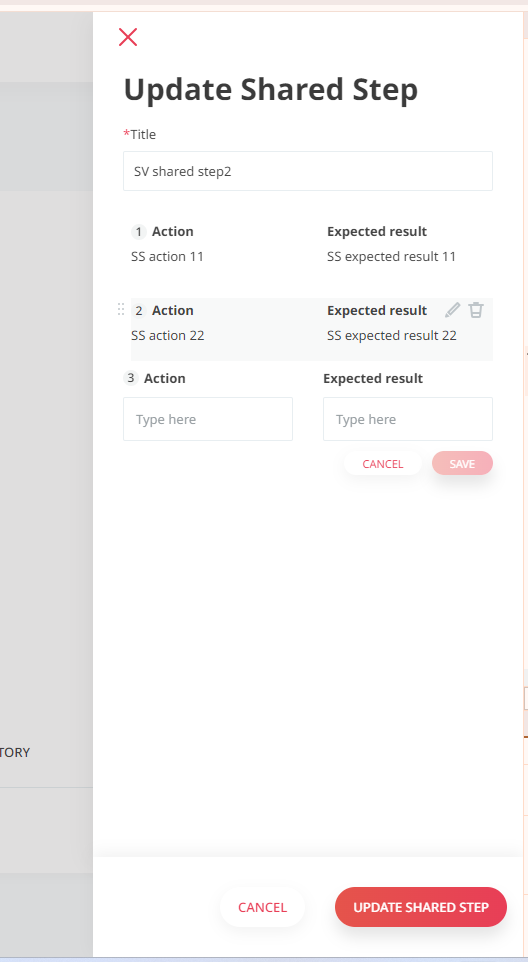 Update Shared Step
*Title
SV shared step2
1 Action Expected result
SS action 11 SS expected result 11
2 Action Expected result
SS action 22 SS expected result 22
3 Action Expected result
Type here Type here
CANCEL SAVE
TORY
CANCEL UPDATE SHARED STEP